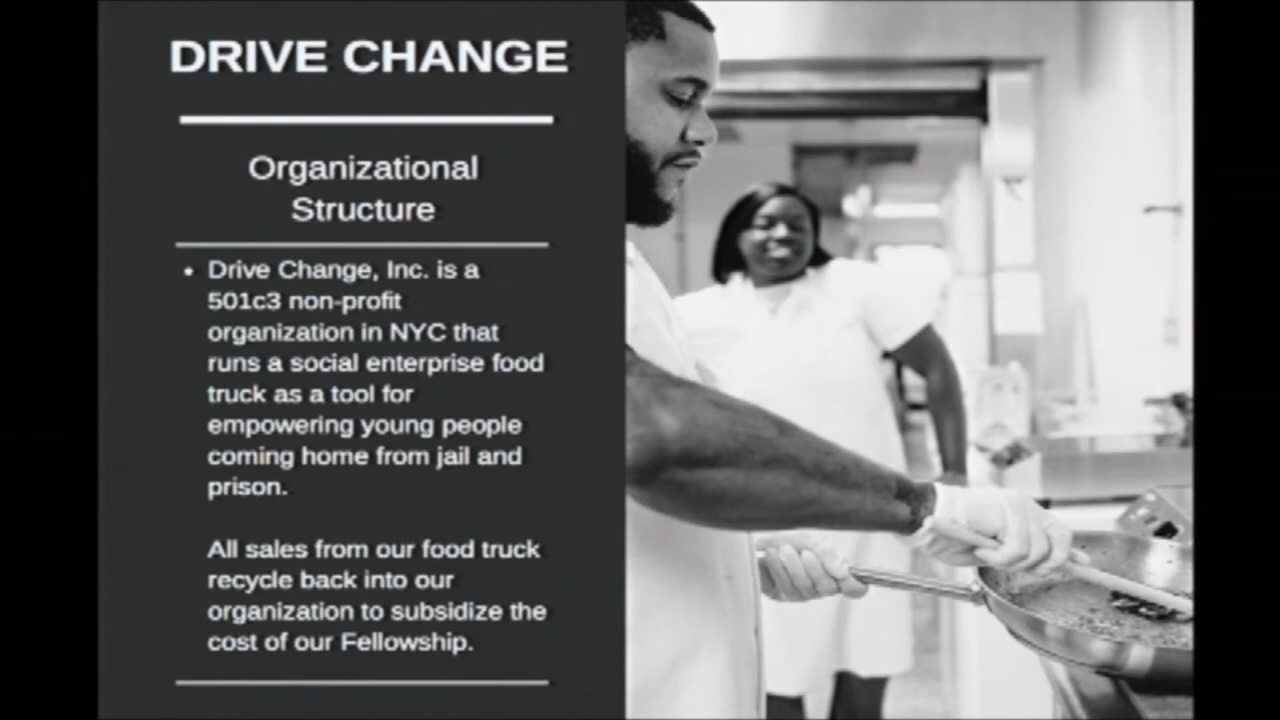 DRIVE CHANGE
Organizational
Structure
• Drive Change, Inc. is a
501c3 non-profit
organization in NYC that
runs a social enterprise food
truck as a tool for
empowering young people
coming home from jail and
prison.
All sales from our food truck
recycle back into our
organization to subsidize the
cost of our Fellowship.